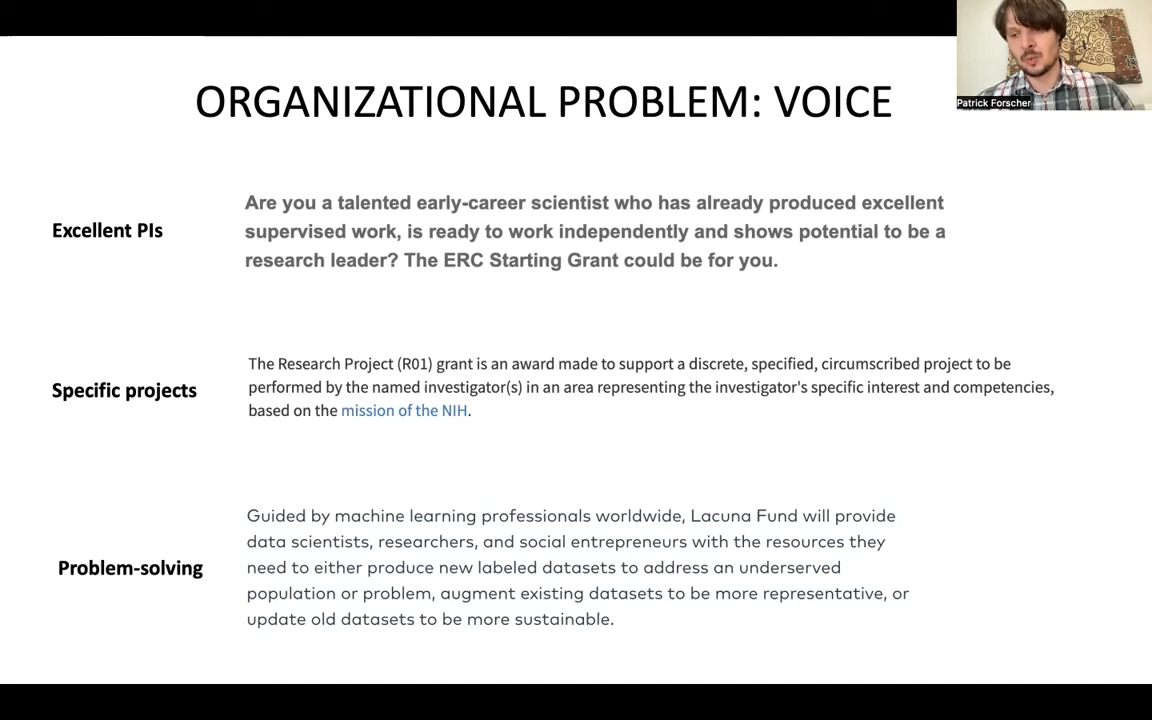 ORGANIZATIONAL PROBLEM: VOICE
Patrick Forscher
Excellent PIs
Are you a talented early-career scientist who has already produced excellent
supervised work, is ready to work independently and shows potential to be a
research leader? The ERC Starting Grant could be for you.
Specific projects
The Research Project (R01) grant is an award made to support a discrete, specified, circumscribed project to be
performed by the named investigator(s) in an area representing the investigator's specific interest and competencies,
based on the mission of the NIH.
Problem-solving
Guided by machine learning professionals worldwide, Lacuna Fund will provide
data scientists, researchers, and social entrepreneurs with the resources they
need to either produce new labeled datasets to address an underserved
population or problem, augment existing datasets to be more representative, or
update old datasets to be more sustainable.